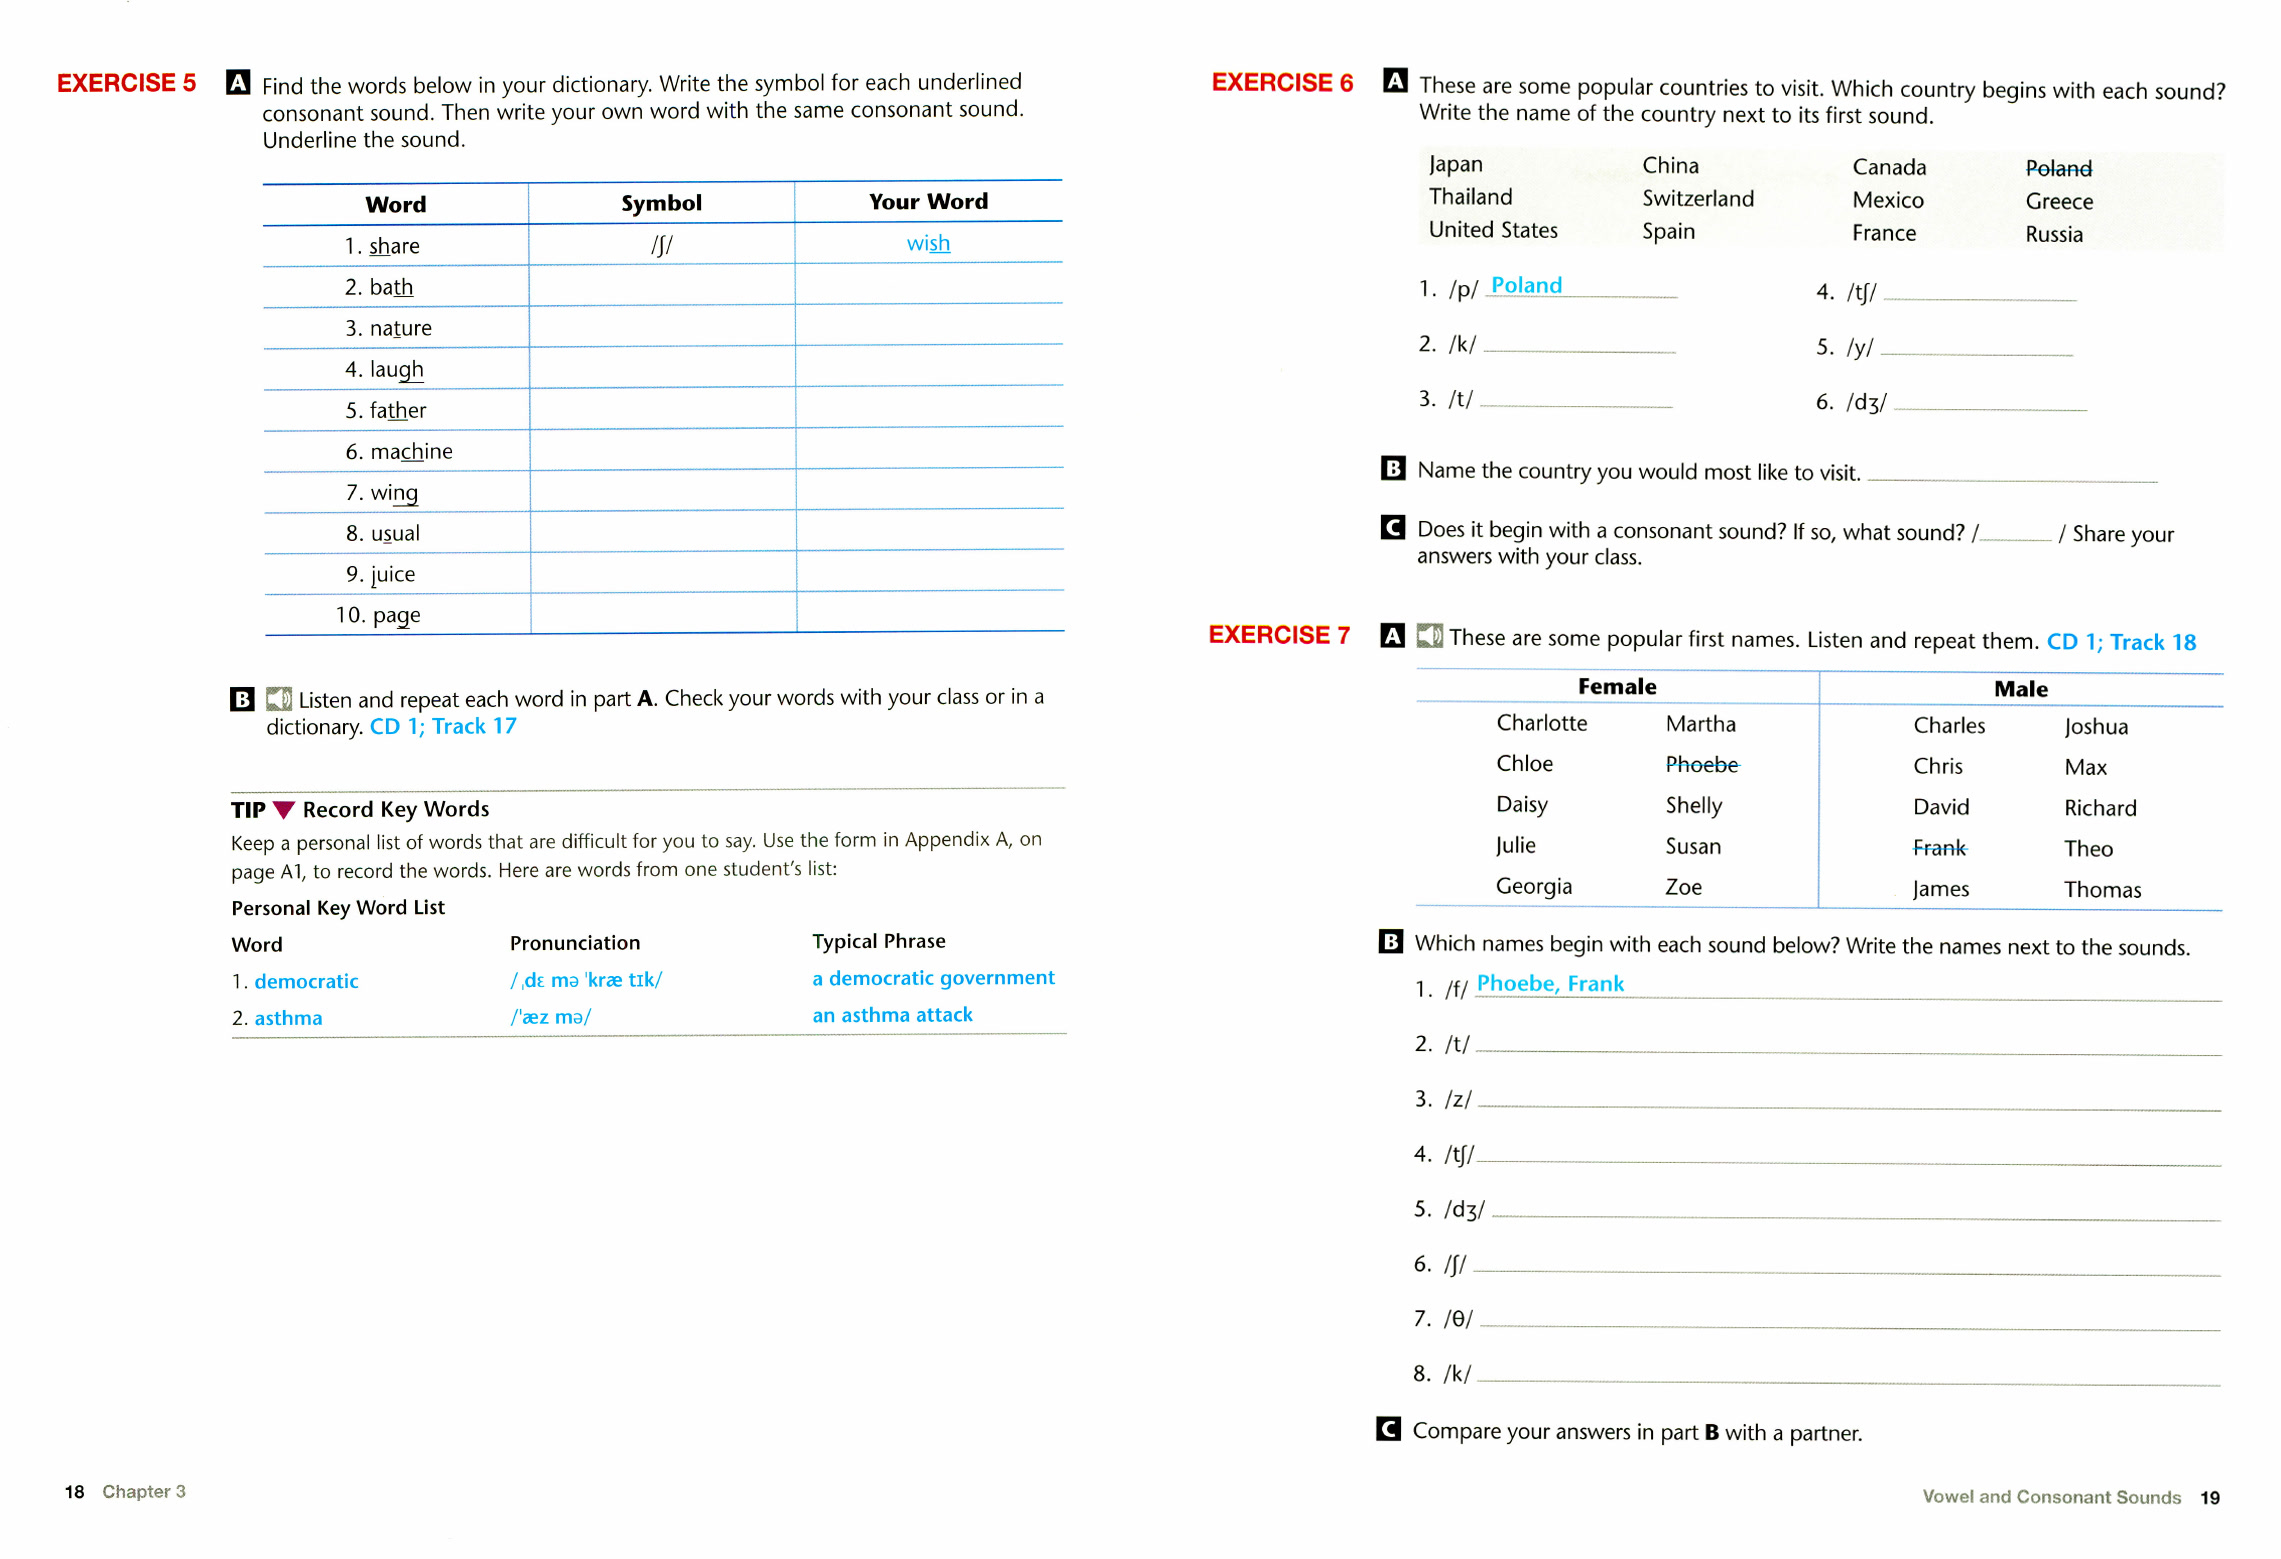 EXERCISE 5 A Find the words below in your dictionary. Write the symbol for each underlined
consonant sound. Then write your own word with the same consonant sound.
Underline the sound.
Word Symbol Your Word
1. share /ʃ/ wish
2. bath
3. nature
4. laugh
5. father
6. machine
7. wing
8. usual
9. juice
10. page
B Listen and repeat each word in part A. Check your words with your class or in a
dictionary. CD 1; Track 17
TIP ▼ Record Key Words
Keep a personal list of words that are difficult for you to say. Use the form in Appendix A, on
page A1, to record the words. Here are words from one student's list:
Personal Key Word List
Word Pronunciation Typical Phrase
1. democratic /ˌdɛ mə ˈkræ tɪk/ a democratic government
2. asthma /ˈæz mə/ an asthma attack
18 Chapter 3
EXERCISE 6 A These are some popular countries to visit. Which country begins with each sound?
Write the name of the country next to its first sound.
Japan China Canada Poland
Thailand Switzerland Mexico Greece
United States Spain France Russia
1. /p/ Poland 4. /tʃ/
2. /k/ 5. /y/
3. /t/ 6. /dʒ/
B Name the country you would most like to visit.
C Does it begin with a consonant sound? If so, what sound? / / Share your
answers with your class.
EXERCISE 7 A These are some popular first names. Listen and repeat them. CD 1; Track 18
Female Male
Charlotte Martha Charles Joshua
Chloe Phoebe Chris Max
Daisy Shelly David Richard
Julie Susan Frank Theo
Georgia Zoe James Thomas
B Which names begin with each sound below? Write the names next to the sounds.
1. /f/ Phoebe, Frank
2. /t/
3. /z/
4. /tʃ/
5. /dʒ/
6. /ʃ/
7. /θ/
8. /k/
C Compare your answers in part B with a partner.
Vowel and Consonant Sounds 19